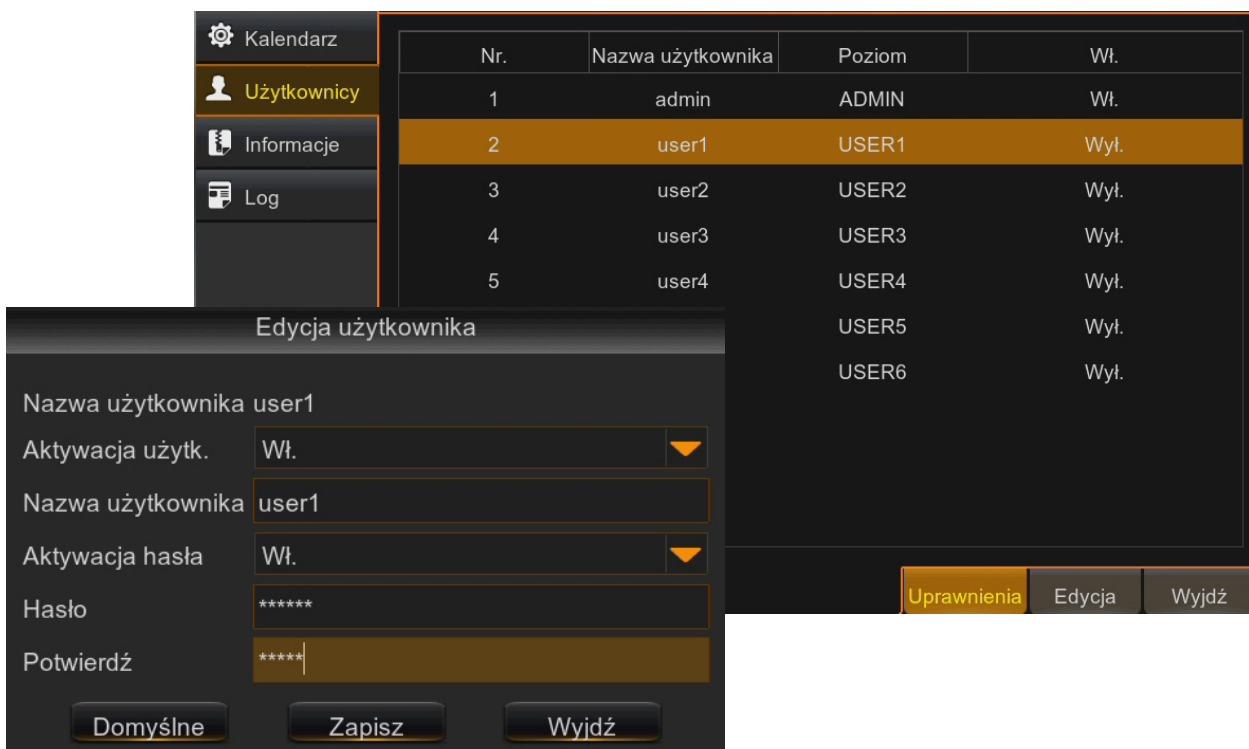 Kalendarz
Użytkownicy
Informacje
Log
Nr. Nazwa użytkownika Poziom Wł.
1 admin ADMIN Wł.
2 user1 USER1 Wył.
3 user2 USER2 Wył.
4 user3 USER3 Wył.
5 user4 USER4 Wył.
USER5 Wył.
USER6 Wył.
Uprawnienia Edycja Wyjdź
Edycja użytkownika
Nazwa użytkownika user1
Aktywacja użytk. Wł.
Nazwa użytkownika user1
Aktywacja hasła Wł.
Hasło ******
Potwierdź *****
Domyślne Zapisz Wyjdź